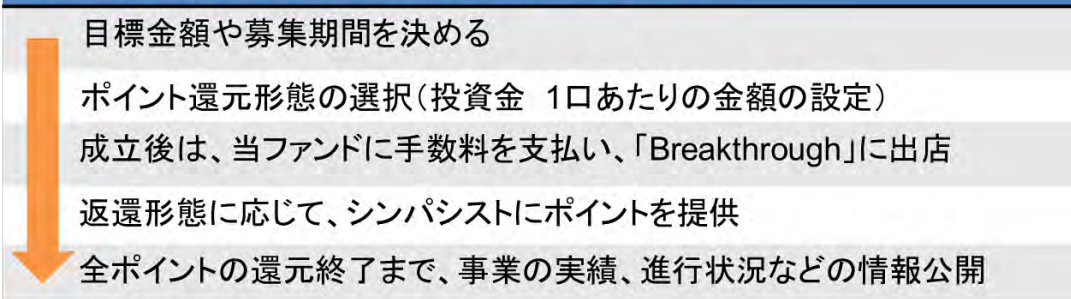 目標金額や募集期間を決める
ポイント還元形態の選択(投資金 1口あたりの金額の設定)
成立後は、当ファンドに手数料を支払い、「Breakthrough」に出店
返還形態に応じて、シンパシストにポイントを提供
全ポイントの還元終了まで、事業の実績、進行状況などの情報公開